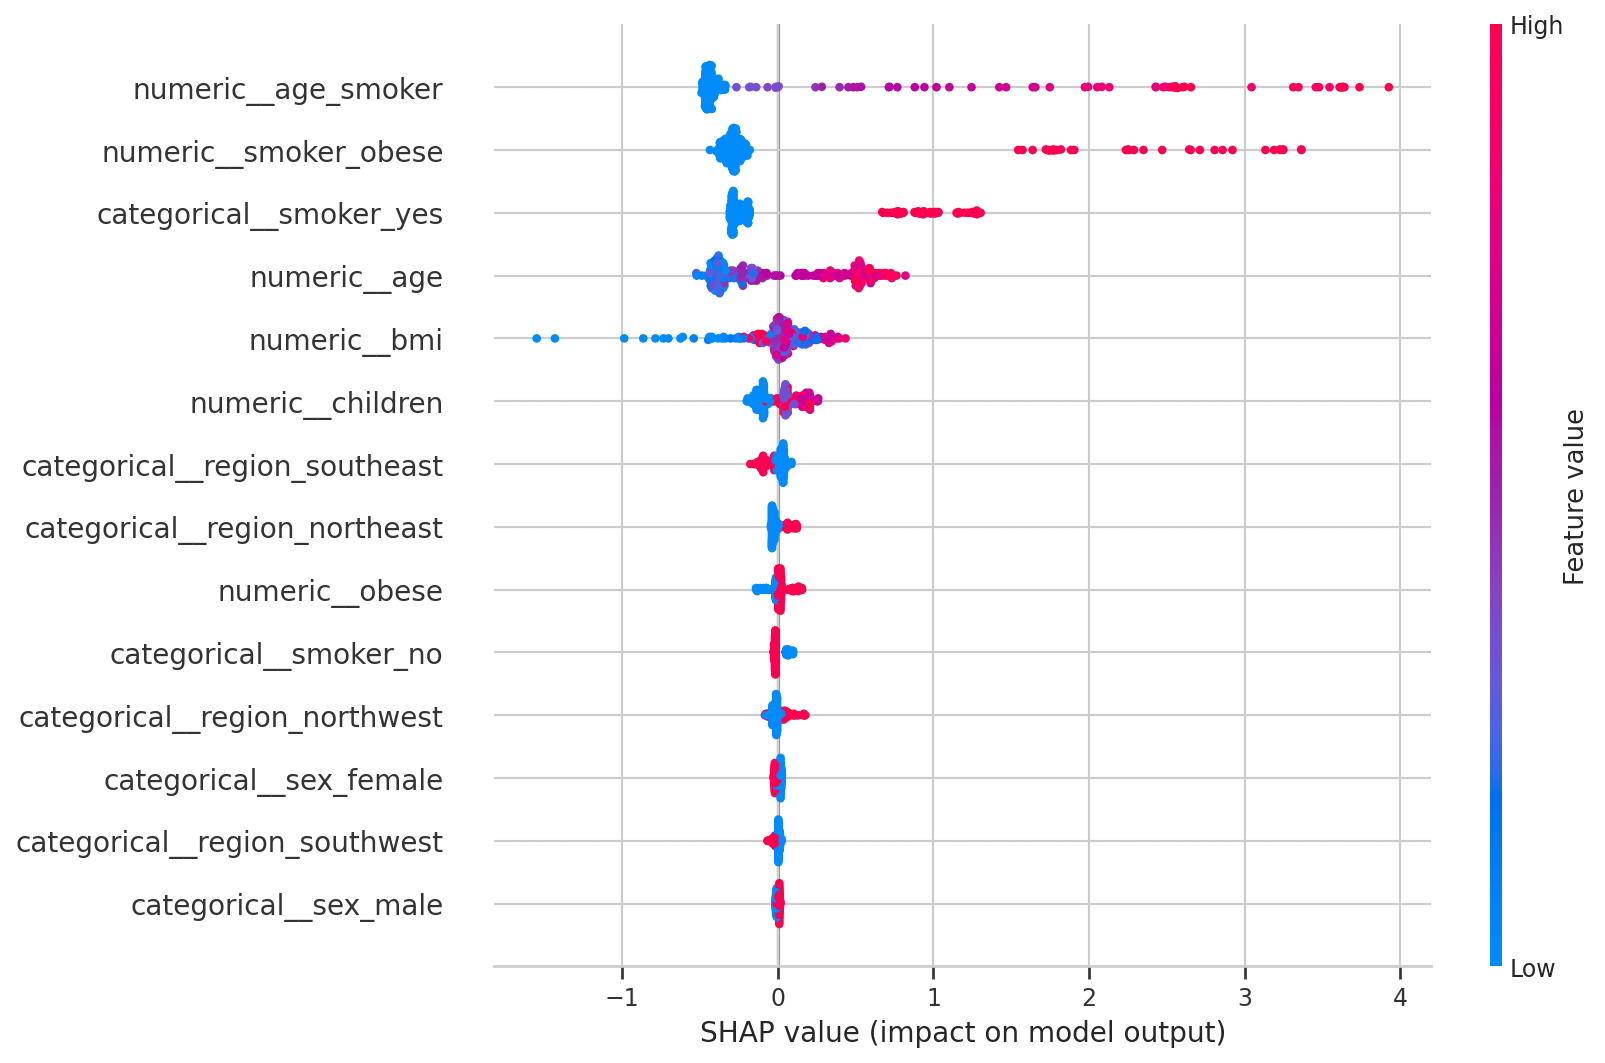 High
numeric__age_smoker
numeric__smoker_obese
categorical__smoker_yes
numeric__age
numeric__bmi
numeric__children
categorical__region_southeast
categorical__region_northeast
numeric__obese
categorical__smoker_no
categorical__region_northwest
categorical__sex_female
categorical__region_southwest
categorical__sex_male
Feature value
Low
−1 0 1 2 3 4
SHAP value (impact on model output)